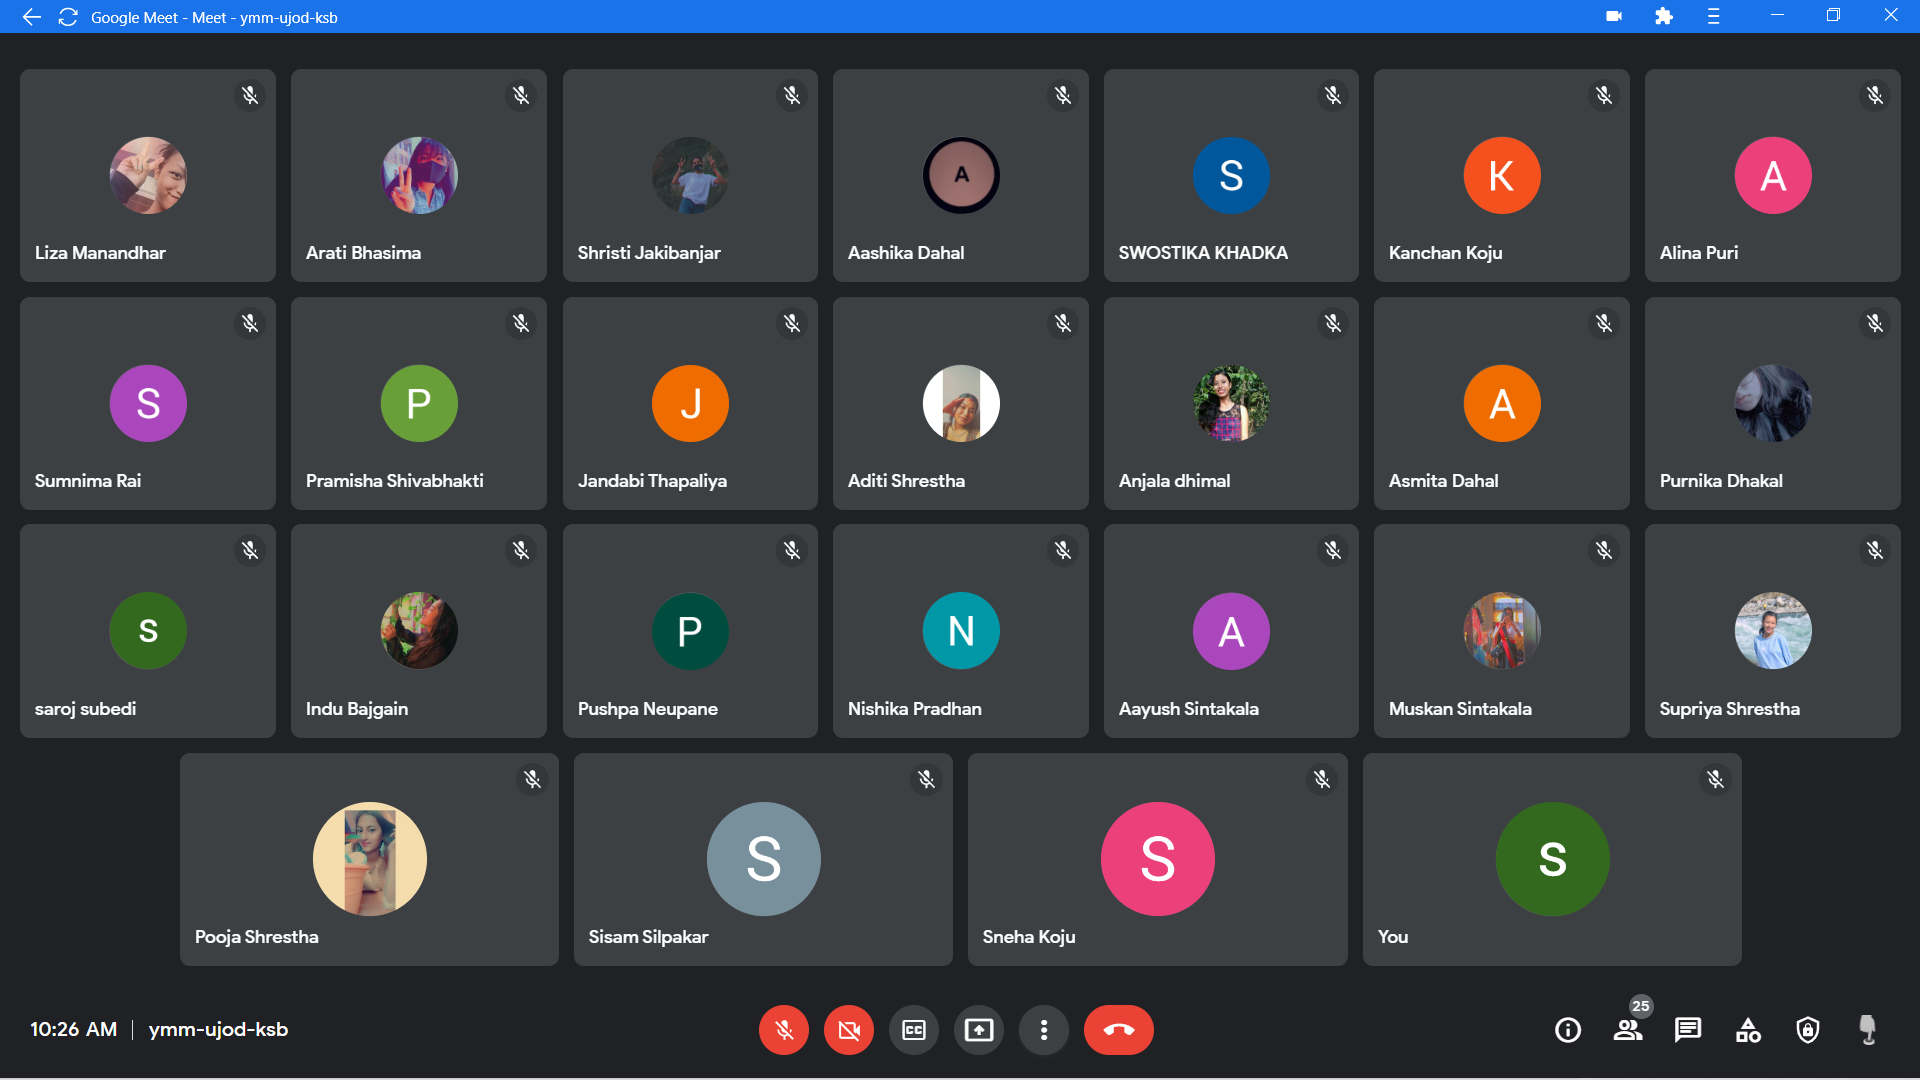 Google Meet - Meet - ymm-ujod-ksb
A S K A
Liza Manandhar Arati Bhasima Shristi Jakibanjar Aashika Dahal SWOSTIKA KHADKA Kanchan Koju Alina Puri
S P J A
Sumnima Rai Pramisha Shivabhakti Jandabi Thapaliya Aditi Shrestha Anjala dhimal Asmita Dahal Purnika Dhakal
s P N A
saroj subedi Indu Bajgain Pushpa Neupane Nishika Pradhan Aayush Sintakala Muskan Sintakala Supriya Shrestha
S S s
Pooja Shrestha Sisam Silpakar Sneha Koju You
10:26 AM | ymm-ujod-ksb CC 25